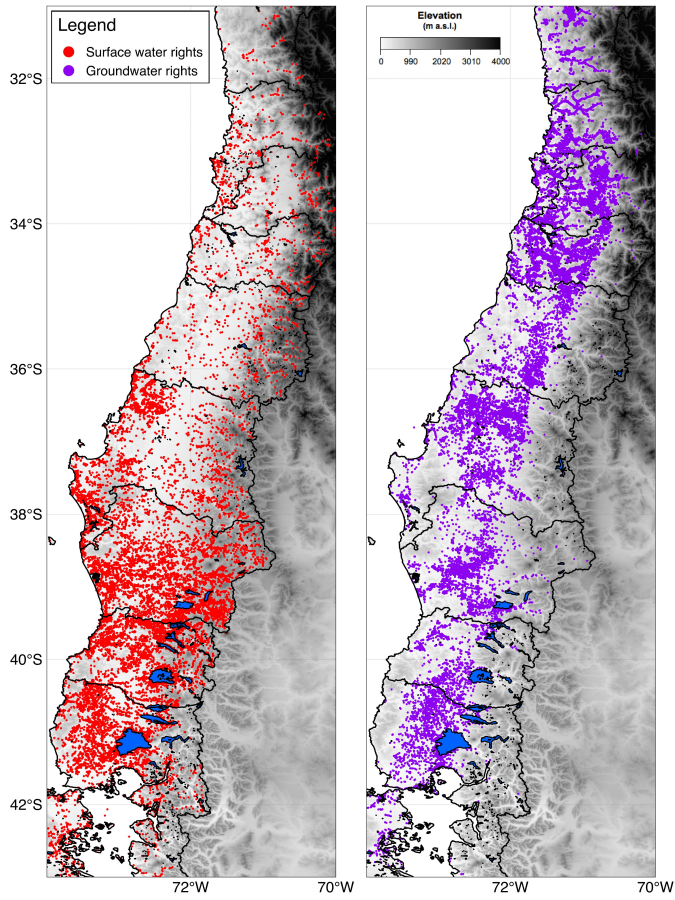 Legend
Surface water rights
Groundwater rights
Elevation
(m a.s.l.)
0 990 2020 3010 4000
32°S
34°S
36°S
38°S
40°S
42°S
72°W 70°W 72°W 70°W